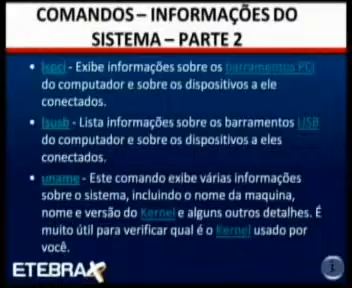 COMANDOS – INFORMAÇÕES DO
SISTEMA – PARTE 2
• lspci - Exibe informações sobre os barramentos PCI
do computador e sobre os dispositivos a ele
conectados.
• lsusb - Lista informações sobre os barramentos USB
do computador e sobre os dispositivos a eles
conectados.
• uname - Este comando exibe várias informações
sobre o sistema, incluindo o nome da maquina,
nome e versão do Kernel e alguns outros detalhes. É
muito útil para verificar qual é o Kernel usado por
você.
ETEBRAX
3